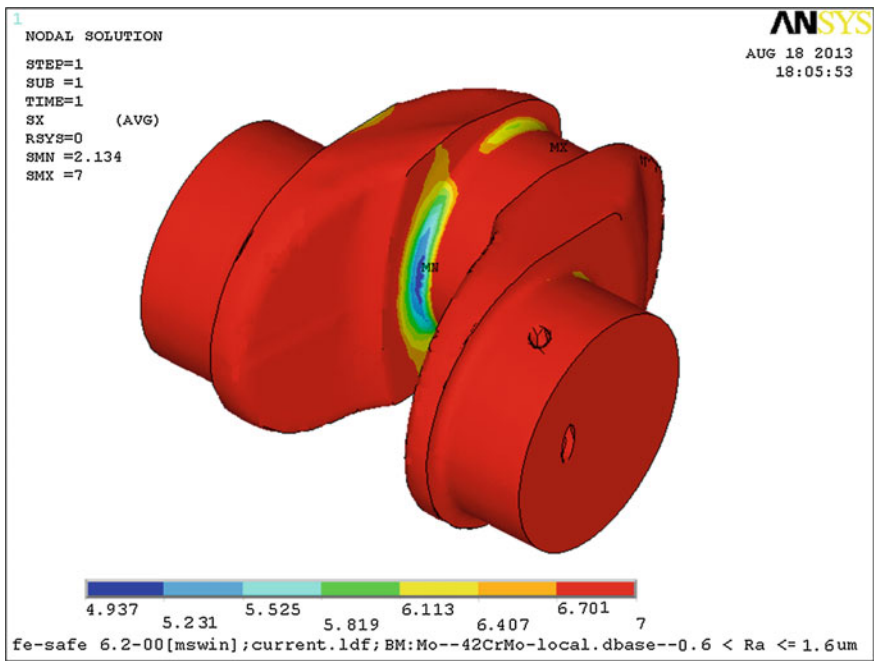 1
NODAL SOLUTION
STEP=1
SUB =1
TIME=1
SX (AVG)
RSYS=0
SMN =2.134
SMX =7
ANSYS
AUG 18 2013
18:05:53
MX
MN
4.937 5.231 5.525 5.819 6.113 6.407 6.701 7
fe-safe 6.2-00[mswin];current.ldf;BM:Mo--42CrMo-local.dbase--0.6 < Ra <= 1.6um